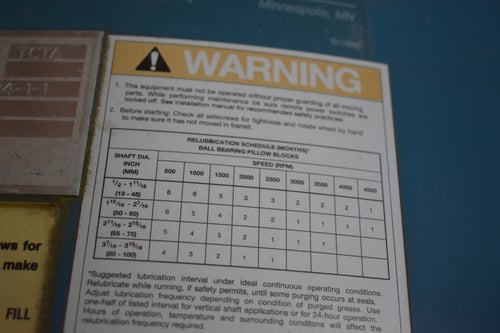 Minneapolis, MN
TCTA
4-1-1
WARNING
1. This equipment must not be operated without proper guarding of all moving
parts. While performing maintenance be sure remote power switches are
locked off. See installation manual for recommended safety practices.
2. Before starting: Check all setscrews for tightness and rotate wheel by hand
to make sure it has not moved in transit.
RELUBRICATION SCHEDULE (MONTHS)*
BALL BEARING PILLOW BLOCKS
SHAFT DIA. SPEED (RPM)
INCH 500 1000 1500 2000 2500 3000 3500 4000 4500
(MM)
1/2 - 1 11/16 6 6 5 3 3 2 2 2 1
(13 - 48)
1 15/16 - 2 7/16 6 5 4 2 2 1 1 1
(50 - 60)
2 11/16 - 2 15/16 5 4 3 2 1 1 1
(65 - 75)
3 7/16 - 3 15/16 4 3 2 1 1
(80 - 100)
*Suggested lubrication interval under ideal continuous operating conditions.
Relubricate while running, if safety permits, until some purging occurs at seals.
Adjust lubrication frequency depending on condition of purged grease. Use
one-half of listed interval for vertical shaft applications or for 24-hour operation.
Hours of operation, temperature and surrounding conditions will affect the
relubrication frequency required.
ws for
make
FILL